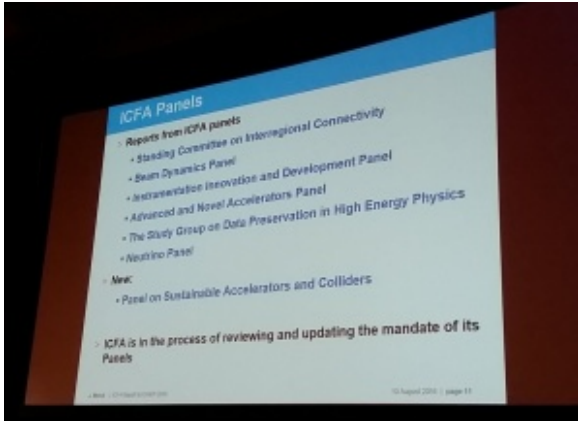 ICFA Panels
Reports from ICFA panels
• Standing Committee on Interregional Connectivity
• Beam Dynamics Panel
• Instrumentation Innovation and Development Panel
• Advanced and Novel Accelerators Panel
• The Study Group on Data Preservation in High Energy Physics
• Neutrino Panel
New:
• Panel on Sustainable Accelerators and Colliders
ICFA is in the process of reviewing and updating the mandate of its
Panels
August | page